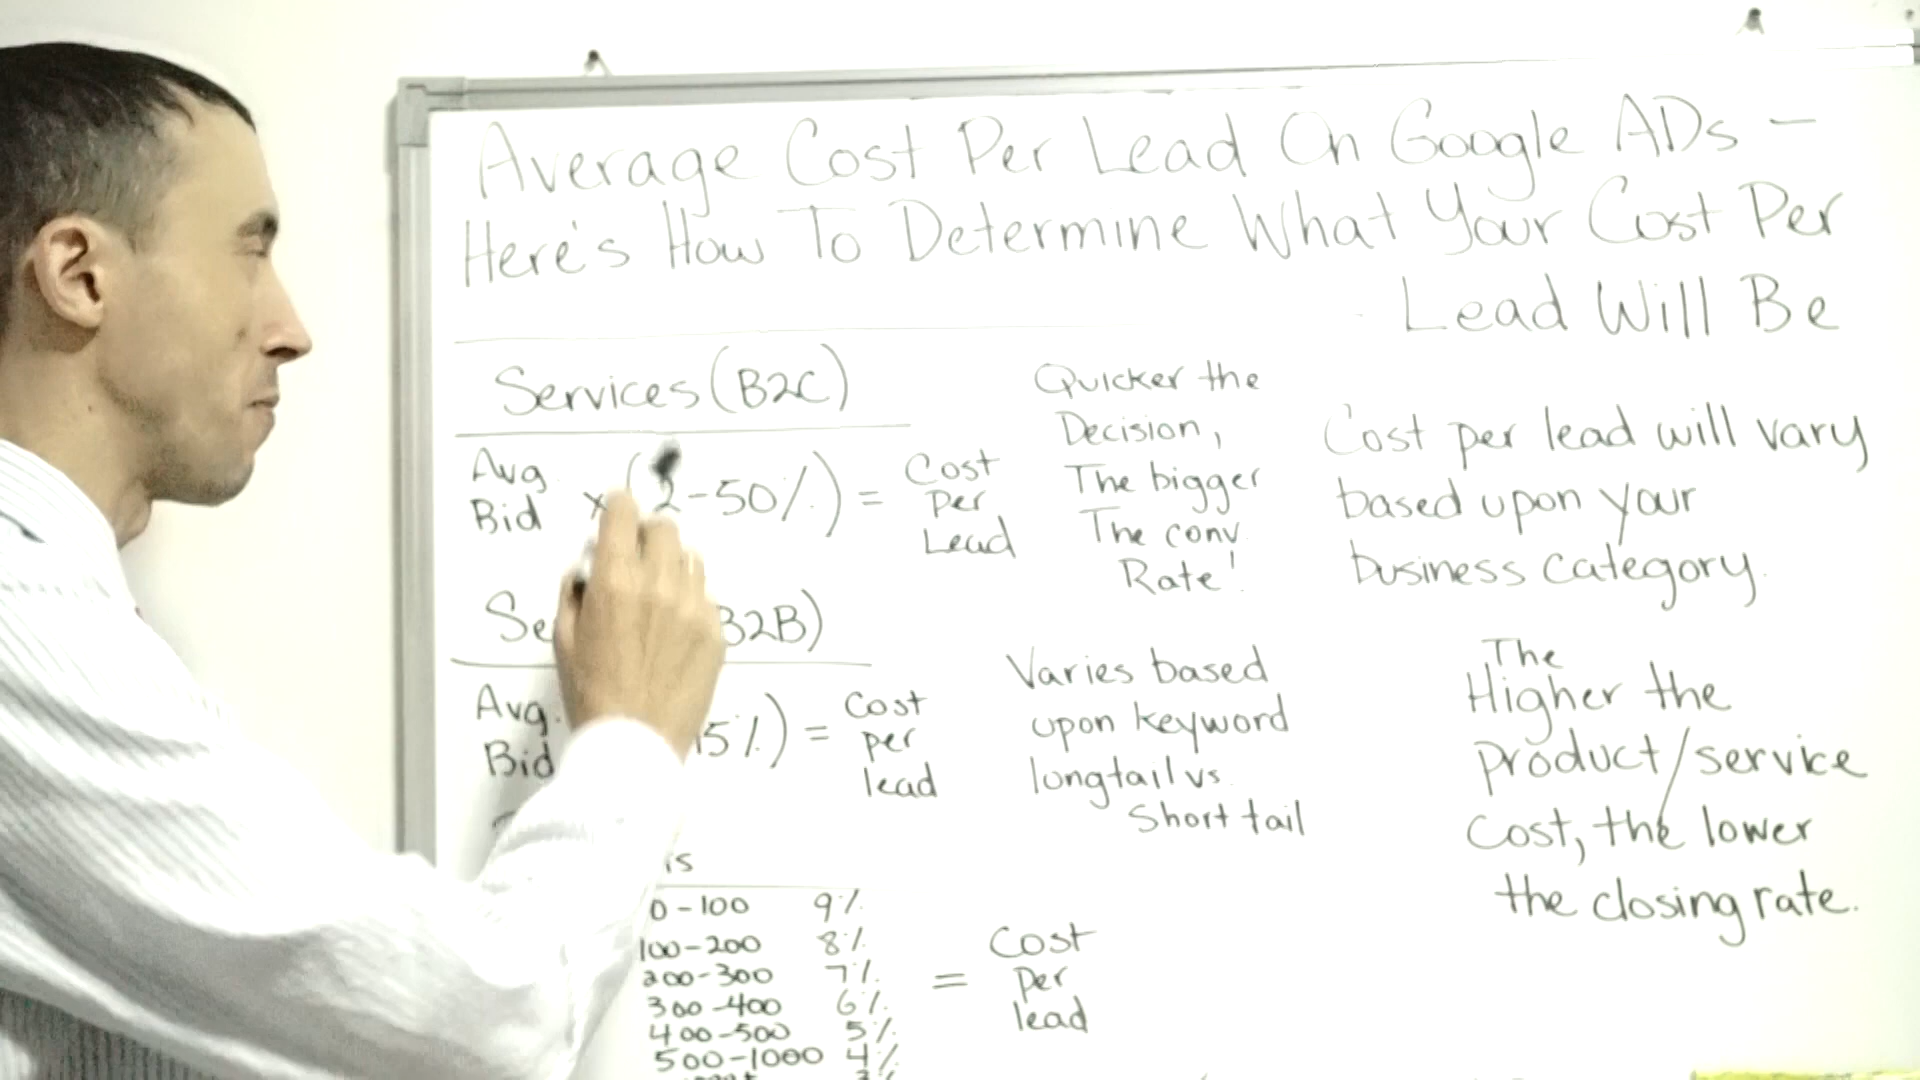 Average Cost Per Lead On Google ADs -
Here's How To Determine What Your Cost Per
Lead Will Be
Services (B2C)
Avg
Bid x (2-50%) = Cost
Per
Lead
Quicker the
Decision,
The bigger
The conv
Rate!
Cost per lead will vary
based upon your
business category.
B2B)
Avg.
Bid 15%) = Cost
per
lead
Varies based
upon keyword
longtail vs
Short tail
The
Higher the
product/service
Cost, the lower
the closing rate.
0-100 9%
100-200 8%
200-300 7%
300-400 6%
400-500 5%
500-1000 4%
= Cost
Per
lead